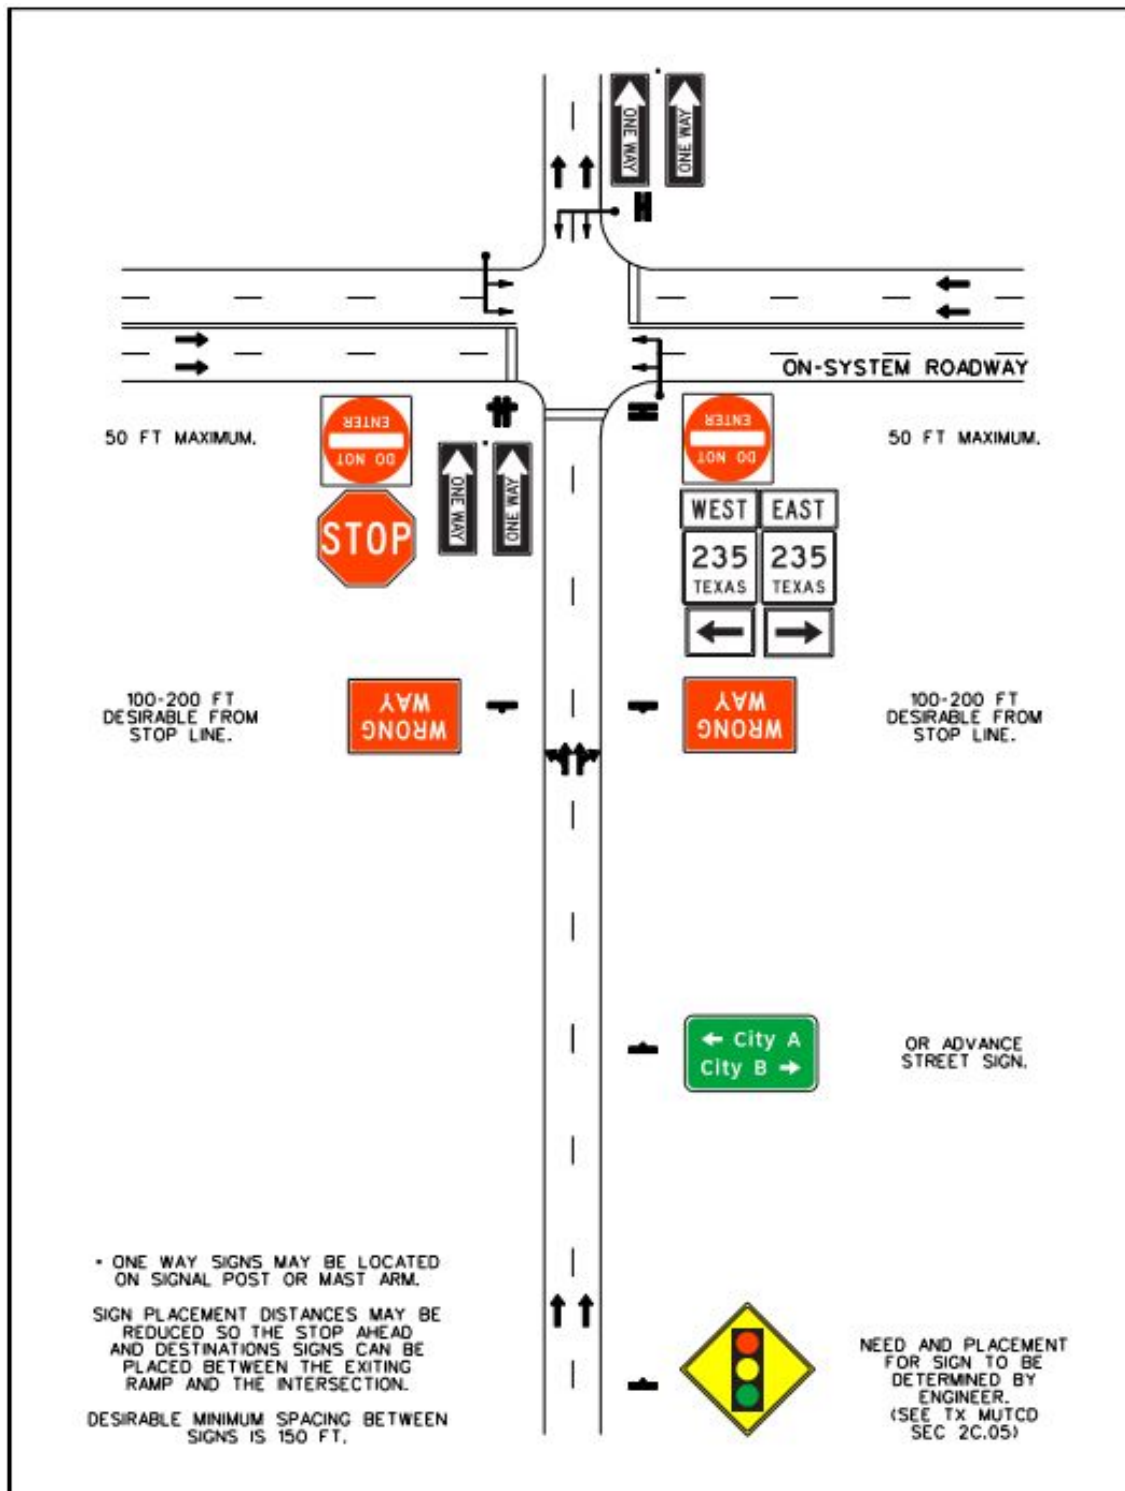 ONE WAY
ONE WAY
ON-SYSTEM ROADWAY
50 FT MAXIMUM.
DO NOT
ENTER
STOP
ONE WAY
ONE WAY
DO NOT
ENTER
50 FT MAXIMUM.
WEST EAST
235 235
TEXAS TEXAS
100-200 FT
DESIRABLE FROM
STOP LINE.
WRONG
WAY
WRONG
WAY
100-200 FT
DESIRABLE FROM
STOP LINE.
← City A
City B →
OR ADVANCE
STREET SIGN.
• ONE WAY SIGNS MAY BE LOCATED
ON SIGNAL POST OR MAST ARM.
SIGN PLACEMENT DISTANCES MAY BE
REDUCED SO THE STOP AHEAD
AND DESTINATIONS SIGNS CAN BE
PLACED BETWEEN THE EXITING
RAMP AND THE INTERSECTION.
DESIRABLE MINIMUM SPACING BETWEEN
SIGNS IS 150 FT.
NEED AND PLACEMENT
FOR SIGN TO BE
DETERMINED BY
ENGINEER.
(SEE TX MUTCD
SEC 2C.05)